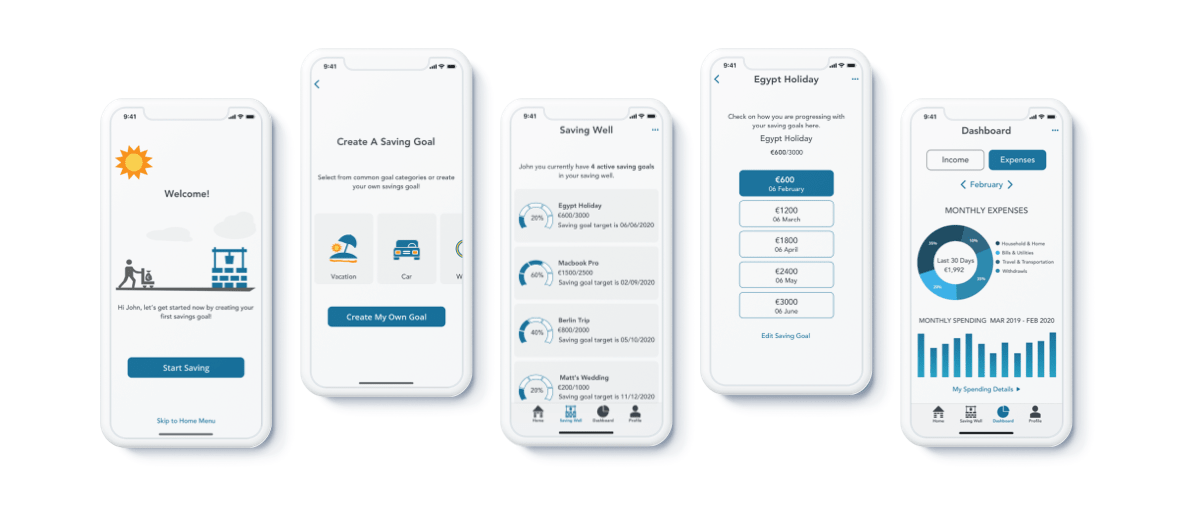 9:41
Welcome!
Hi John, let's get started now by creating your
first savings goal!
Start Saving
Skip to Home Menu
9:41
Create A Saving Goal
Select from common goal categories or create
your own savings goal!
Vacation
Car
W
Create My Own Goal
9:41
Saving Well
John you currently have 4 active saving goals
in your saving well.
20%
Egypt Holiday
€600/3000
Saving goal target is 06/06/2020
60%
Macbook Pro
€1500/2500
Saving goal target is 02/09/2020
40%
Berlin Trip
€800/2000
Saving goal target is 05/10/2020
20%
Matt's Wedding
€200/1000
Saving goal target is 11/12/2020
Home
Saving Well
Dashboard
Profile
9:41
Egypt Holiday
Check on how you are progressing with
your saving goals here.
Egypt Holiday
€600/3000
€600
06 February
€1200
06 March
€1800
06 April
€2400
06 May
€3000
06 June
Edit Saving Goal
9:41
Dashboard
Income
Expenses
February
MONTHLY EXPENSES
Last 30 Days
€1,992
Household & Home
Bills & Utilities
Travel & Transportation
Withdrawls
MONTHLY SPENDING MAR 2019 - FEB 2020
My Spending Details
Home
Saving Well
Dashboard
Profile